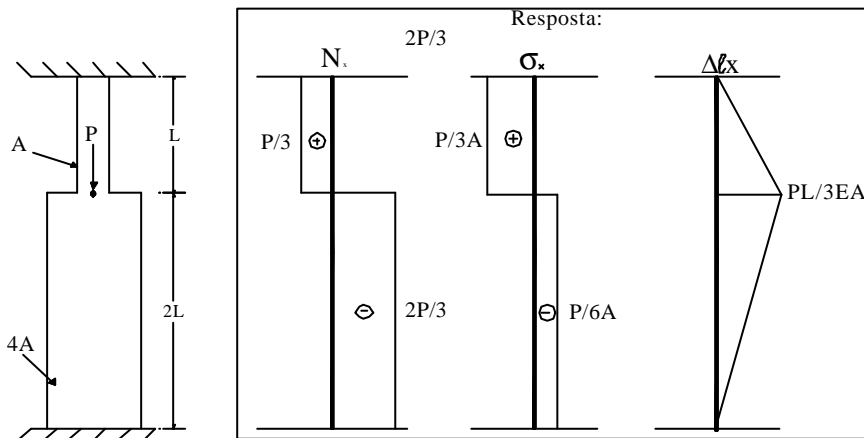 Resposta:
2P/3
Nx
σx
Δℓx
P
A
L
P/3
+
P/3A
+
PL/3EA
2L
4A
-
2P/3
-
P/6A